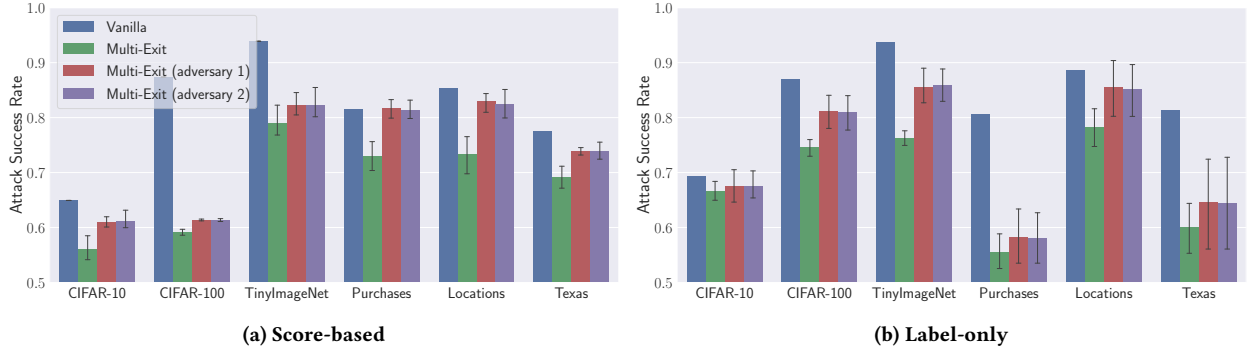 Attack Success Rate
1.0
0.9
0.8
0.7
0.6
0.5
Vanilla
Multi-Exit
Multi-Exit (adversary 1)
Multi-Exit (adversary 2)
CIFAR-10 CIFAR-100 TinyImageNet Purchases Locations Texas
(a) Score-based
Attack Success Rate
1.0
0.9
0.8
0.7
0.6
0.5
CIFAR-10 CIFAR-100 TinyImageNet Purchases Locations Texas
(b) Label-only